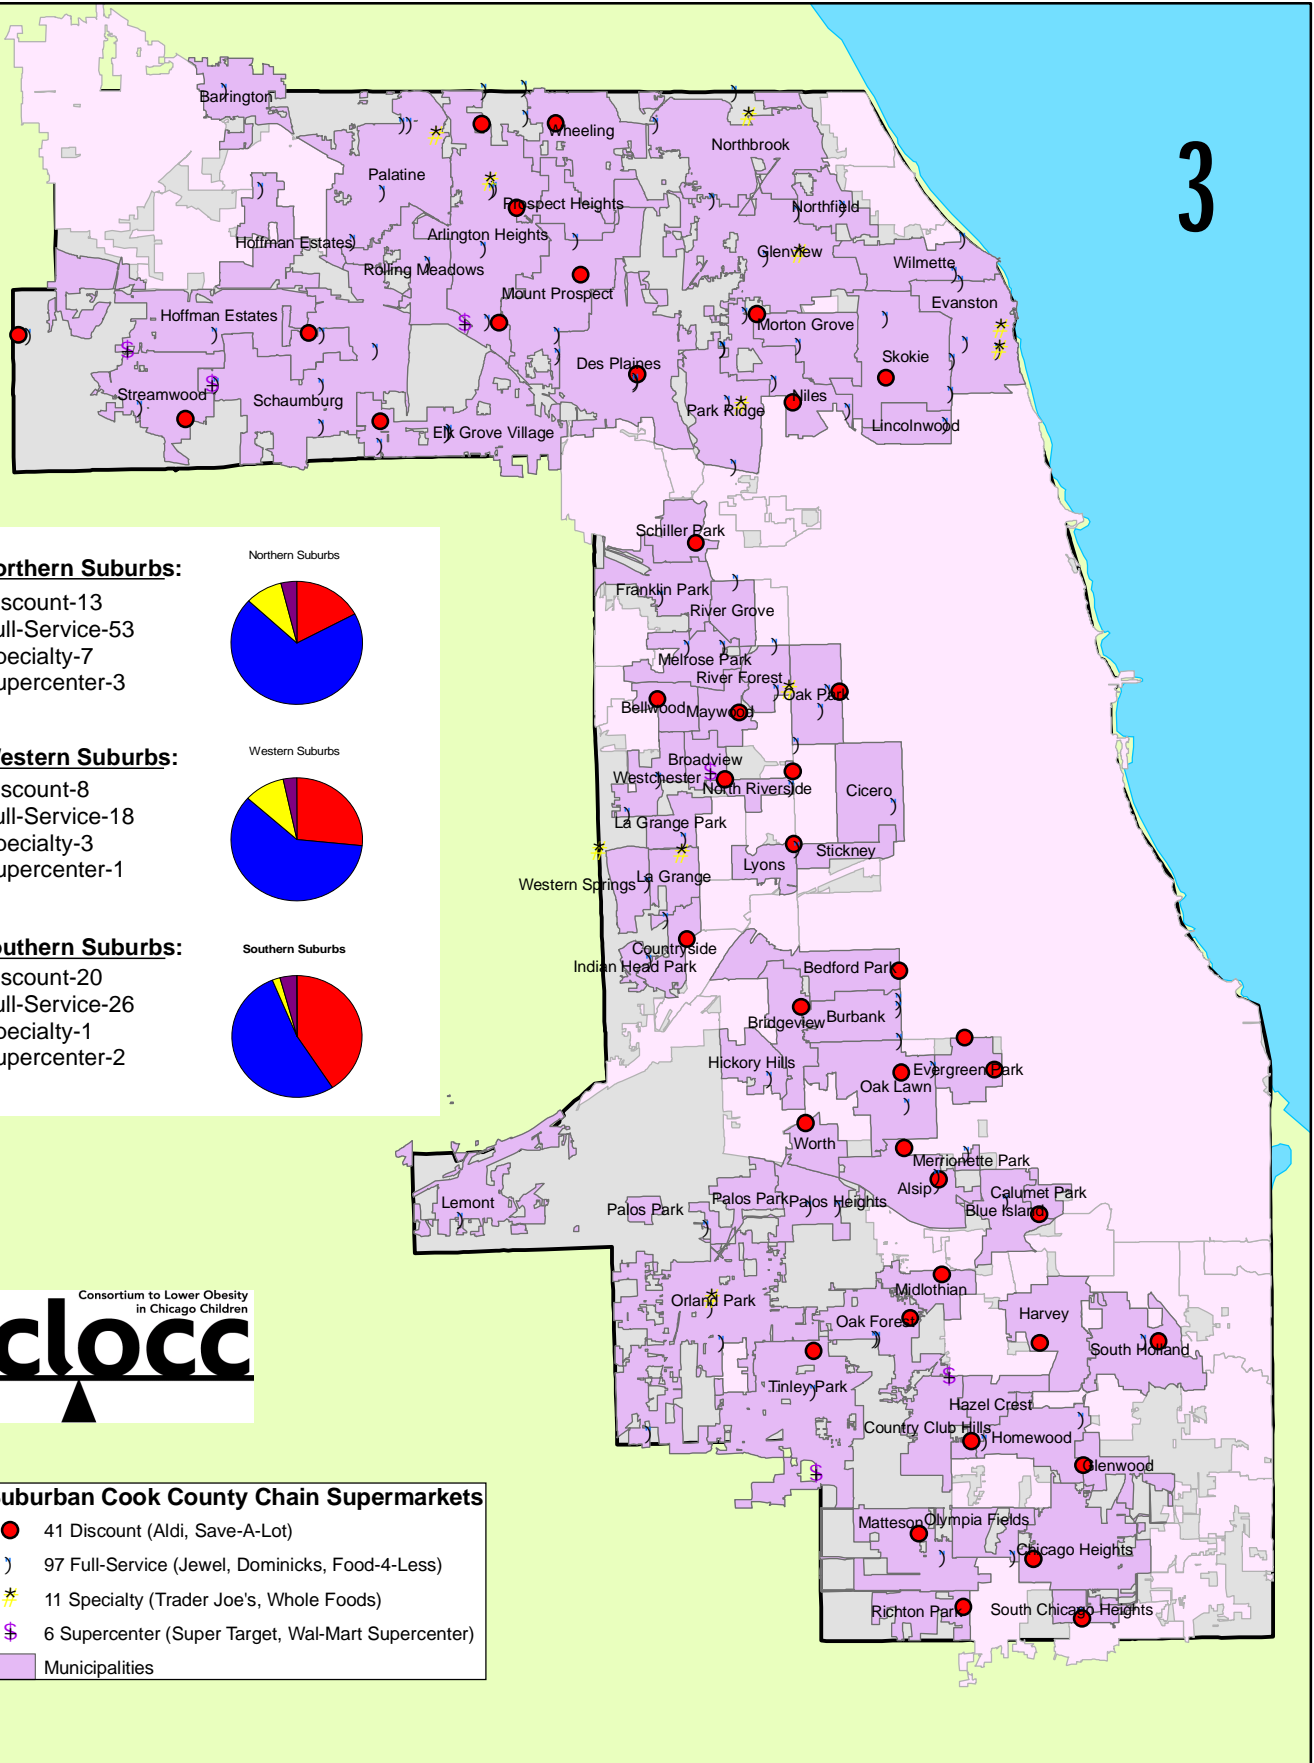 3
Barrington
Wheeling
Northbrook
Palatine
Prospect Heights
Northfield
Arlington Heights
Hoffman Estates
Glenview
Rolling Meadows
Wilmette
Mount Prospect
Evanston
Hoffman Estates
Morton Grove
Skokie
Des Plaines
Streamwood
Schaumburg
Niles
Park Ridge
Elk Grove Village
Lincolnwood
Schiller Park
Franklin Park
River Grove
Melrose Park
River Forest
Oak Park
Bellwood
Maywood
Broadview
Westchester
North Riverside
Cicero
La Grange Park
Stickney
Lyons
La Grange
Western Springs
Countryside
Indian Head Park
Bedford Park
Burbank
Bridgeview
Hickory Hills
Evergreen Park
Oak Lawn
Worth
Merrionette Park
Alsip
Calumet Park
Blue Island
Lemont
Palos Park
Palos Park
Palos Heights
Midlothian
Orland Park
Oak Forest
Harvey
South Holland
Tinley Park
Hazel Crest
Country Club Hills
Homewood
Glenwood
Matteson
Olympia Fields
Chicago Heights
Richton Park
South Chicago Heights
orthern Suburbs:
scount-13
ull-Service-53
pecialty-7
upercenter-3
Northern Suburbs
estern Suburbs:
scount-8
ull-Service-18
pecialty-3
upercenter-1
Western Suburbs
outhern Suburbs:
scount-20
ull-Service-26
pecialty-1
upercenter-2
Southern Suburbs
Consortium to Lower Obesity
in Chicago Children
clocc
Suburban Cook County Chain Supermarkets
41 Discount (Aldi, Save-A-Lot)
97 Full-Service (Jewel, Dominicks, Food-4-Less)
11 Specialty (Trader Joe's, Whole Foods)
$ 6 Supercenter (Super Target, Wal-Mart Supercenter)
Municipalities